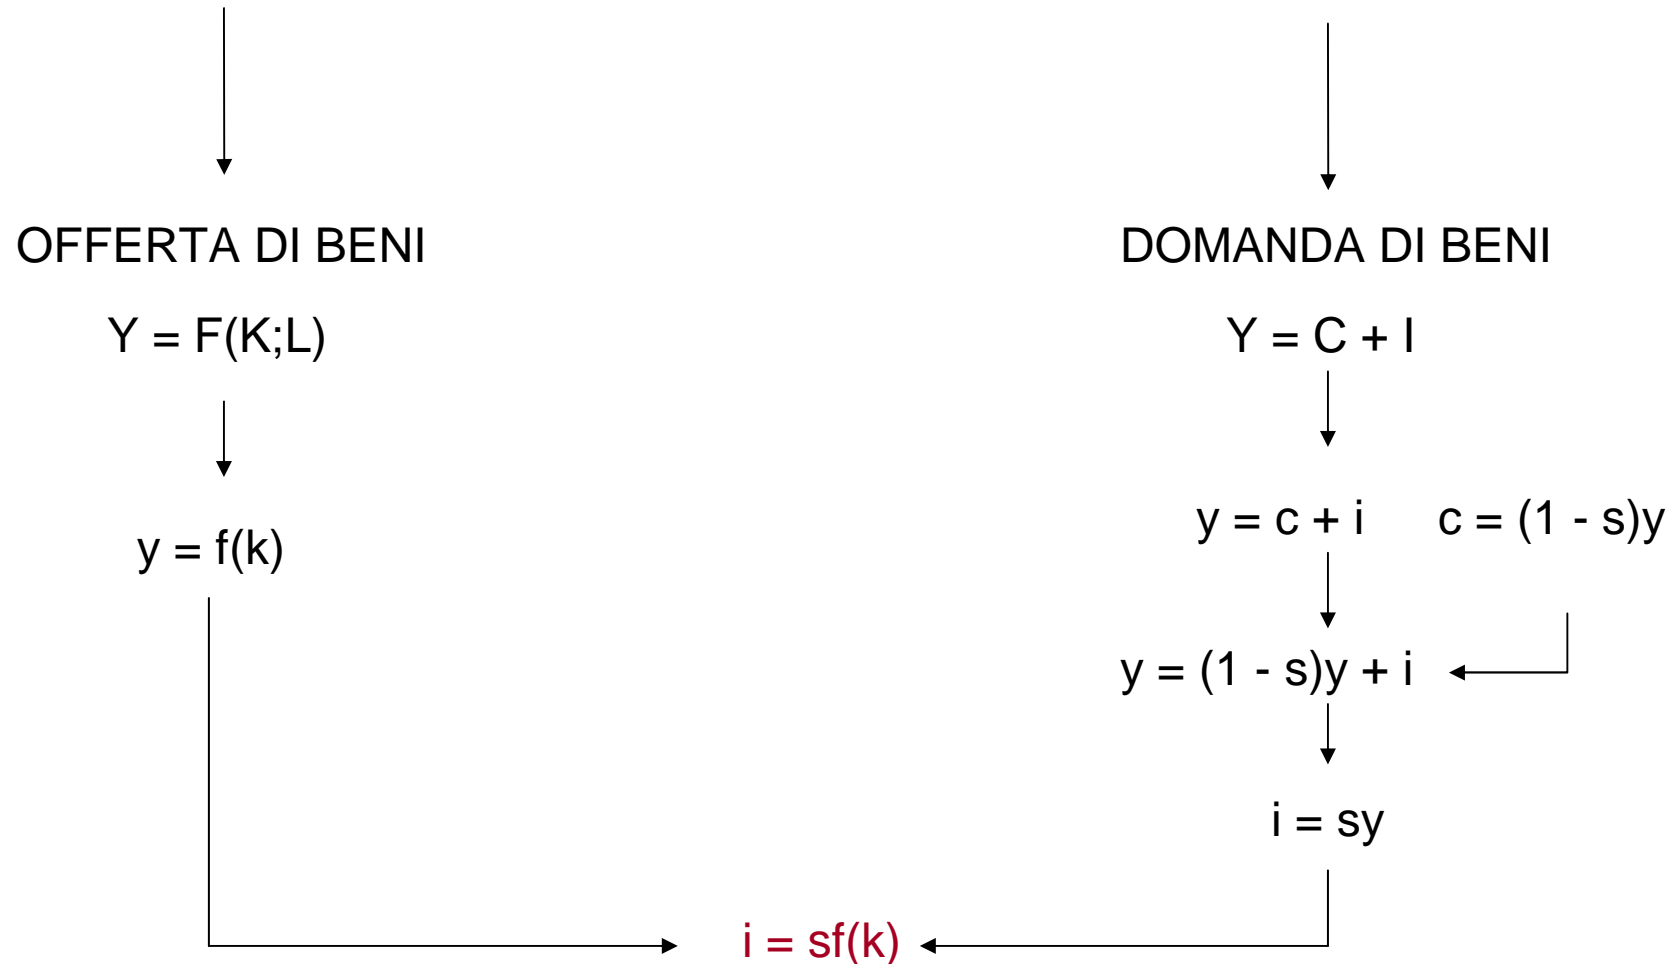 OFFERTA DI BENI
Y = F(K;L)
y = f(k)
DOMANDA DI BENI
Y = C + I
y = c + i
c = (1 - s)y
y = (1 - s)y + i
i = sy
i = sf(k)